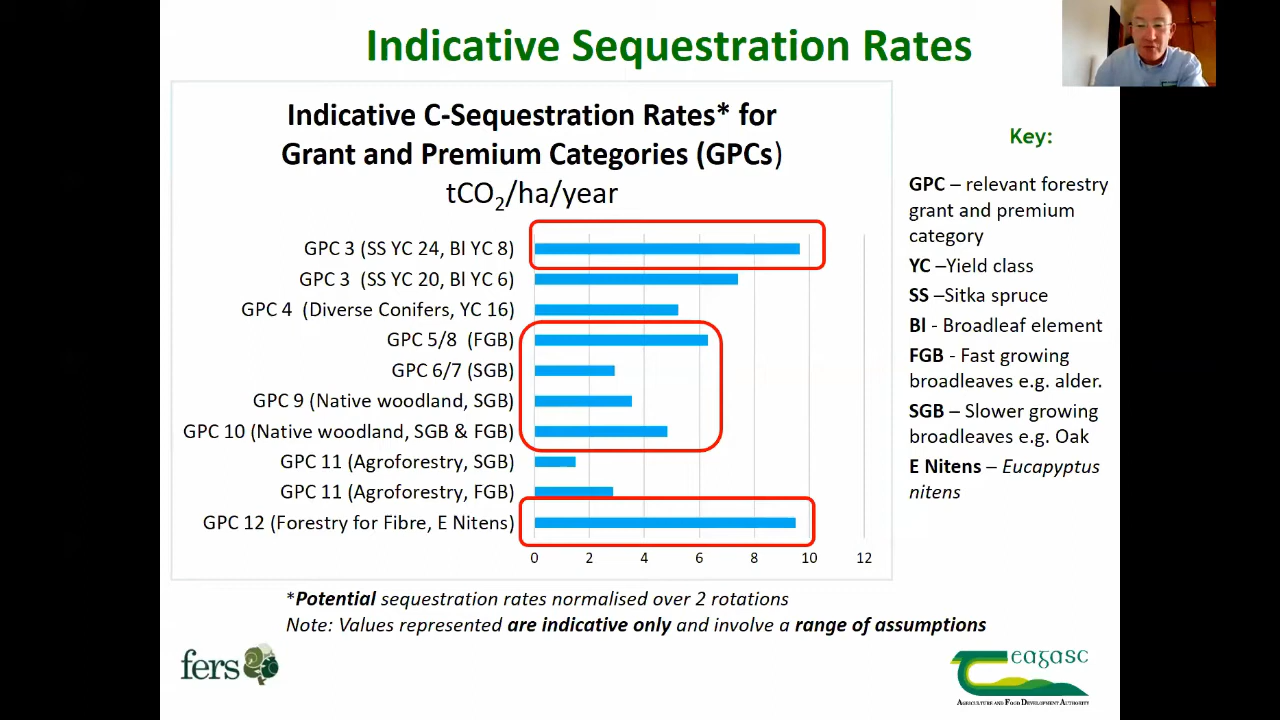 Indicative Sequestration Rates
Indicative C-Sequestration Rates* for
Grant and Premium Categories (GPCs)
tCO2/ha/year
GPC 3 (SS YC 24, Bl YC 8)
GPC 3 (SS YC 20, Bl YC 6)
GPC 4 (Diverse Conifers, YC 16)
GPC 5/8 (FGB)
GPC 6/7 (SGB)
GPC 9 (Native woodland, SGB)
GPC 10 (Native woodland, SGB & FGB)
GPC 11 (Agroforestry, SGB)
GPC 11 (Agroforestry, FGB)
GPC 12 (Forestry for Fibre, E Nitens)
0 2 4 6 8 10 12
Key:
GPC – relevant forestry
grant and premium
category
YC –Yield class
SS –Sitka spruce
Bl - Broadleaf element
FGB - Fast growing
broadleaves e.g. alder.
SGB – Slower growing
broadleaves e.g. Oak
E Nitens – Eucapyptus
nitens
*Potential sequestration rates normalised over 2 rotations
Note: Values represented are indicative only and involve a range of assumptions
fers
teagasc
AGRICULTURE AND FOOD DEVELOPMENT AUTHORITY